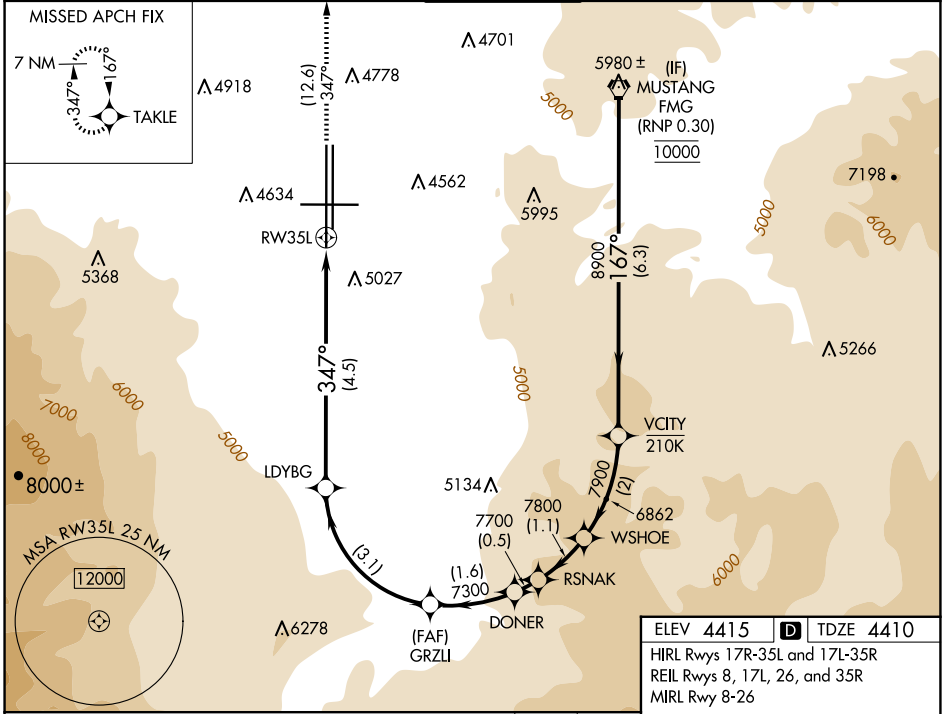 MISSED APCH FIX
7 NM
347°
167°
TAKLE
4918
(12.6)
347°
4778
4701
5000
5980 ±
(IF)
MUSTANG
FMG
(RNP 0.30)
10000
7198
6000
5000
4634
4562
5995
RW35L
5368
5027
8900
167°
(6.3)
5266
347°
(4.5)
5000
6000
7000
8000
5000
8000 ±
VCITY
210K
LDYBG
5134
7900
(2)
7800
(1.1)
6862
7700
(0.5)
WSHOE
RSNAK
(1.6)
7300
DONER
(3.1)
6000
(FAF)
GRZLI
6278
MSA RW35L 25 NM
12000
ELEV 4415 D TDZE 4410
HIRL Rwys 17R-35L and 17L-35R
REIL Rwys 8, 17L, 26, and 35R
MIRL Rwy 8-26